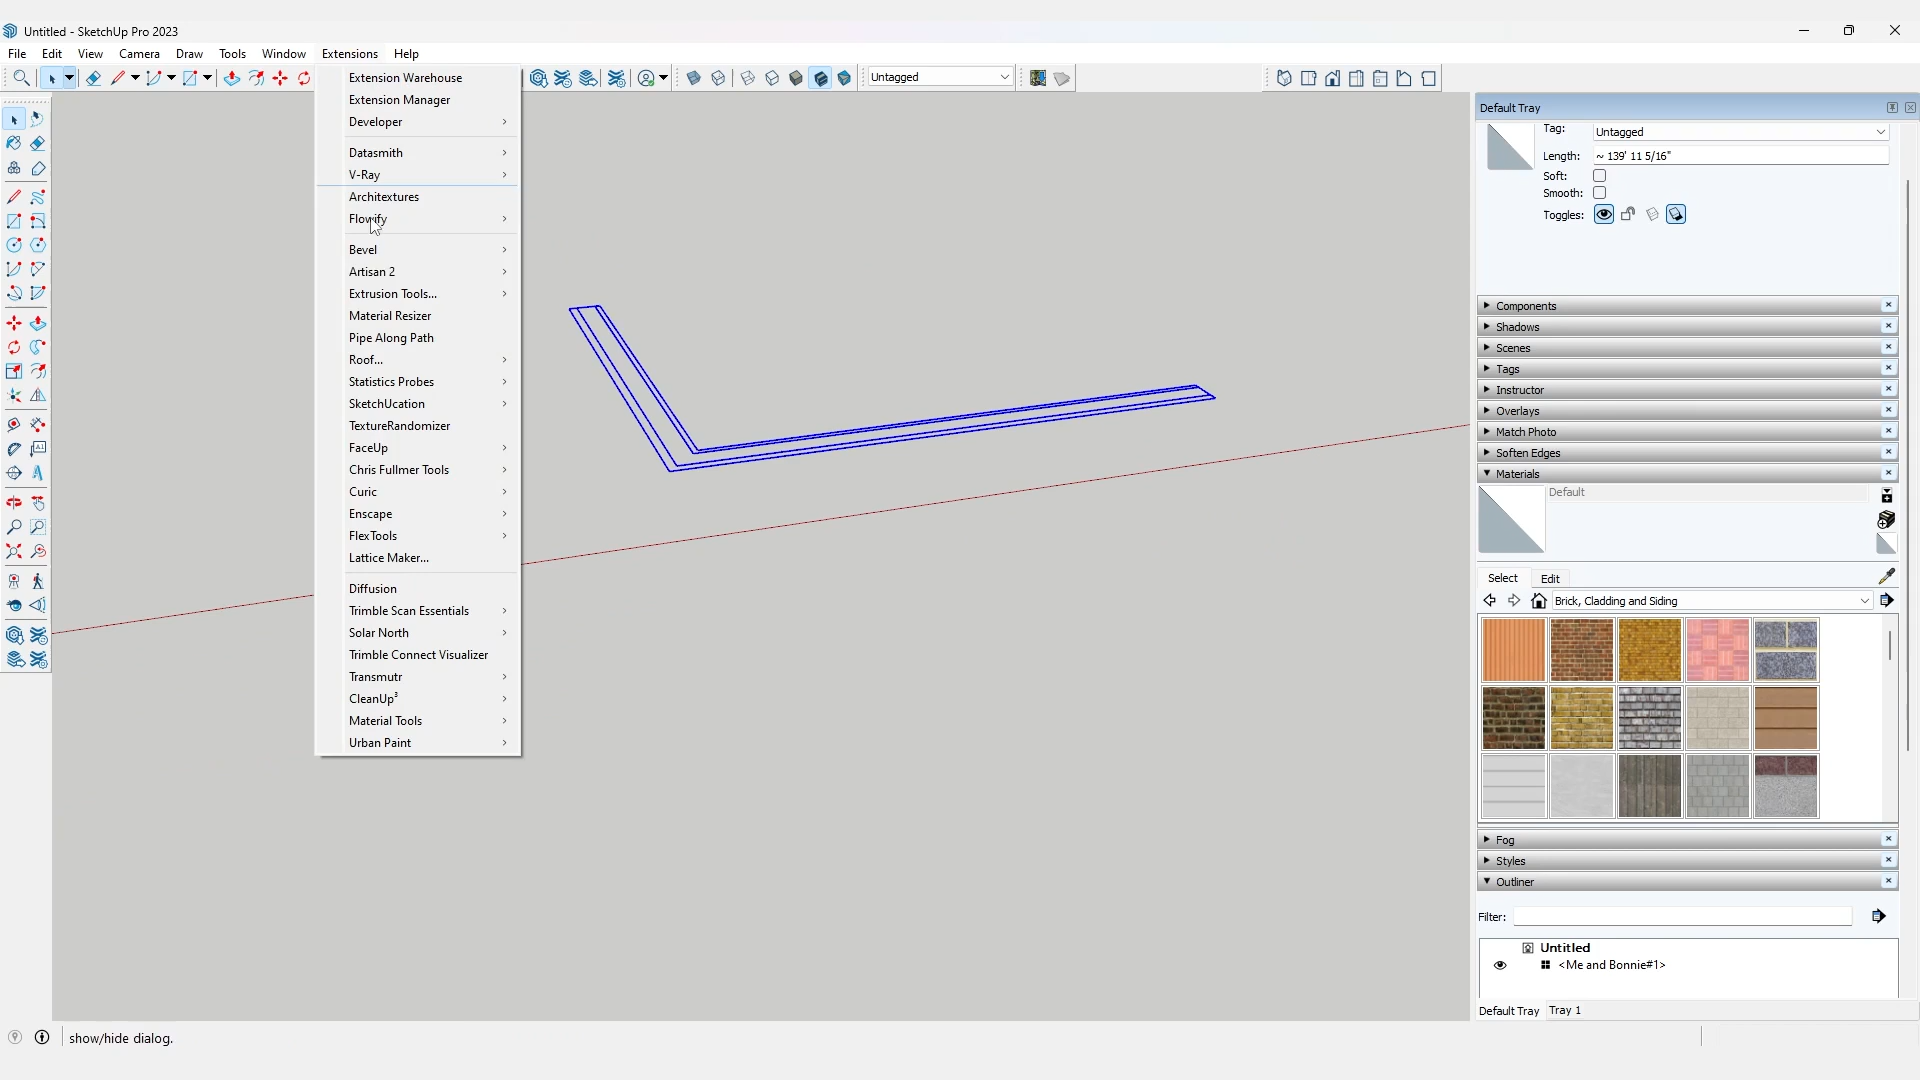 Untitled - SketchUp Pro 2023
File Edit View Camera Draw Tools Window Extensions Help
Untagged
Extension Warehouse
Extension Manager
Developer
Datasmith
V-Ray
Architextures
Flowify
Bevel
Artisan 2
Extrusion Tools...
Material Resizer
Pipe Along Path
Roof...
Statistics Probes
SketchUcation
TextureRandomizer
FaceUp
Chris Fullmer Tools
Curic
Enscape
FlexTools
Lattice Maker...
Diffusion
Trimble Scan Essentials
Solar North
Trimble Connect Visualizer
Transmutr
CleanUp³
Material Tools
Urban Paint
Default Tray
Tag: Untagged
Length: ~ 139' 11 5/16"
Soft:
Smooth:
Toggles:
Components
Shadows
Scenes
Tags
Instructor
Overlays
Match Photo
Soften Edges
Materials
Default
Select Edit
Brick, Cladding and Siding
Fog
Styles
Outliner
Filter:
Untitled
<Me and Bonnie#1>
Default Tray Tray 1
show/hide dialog.